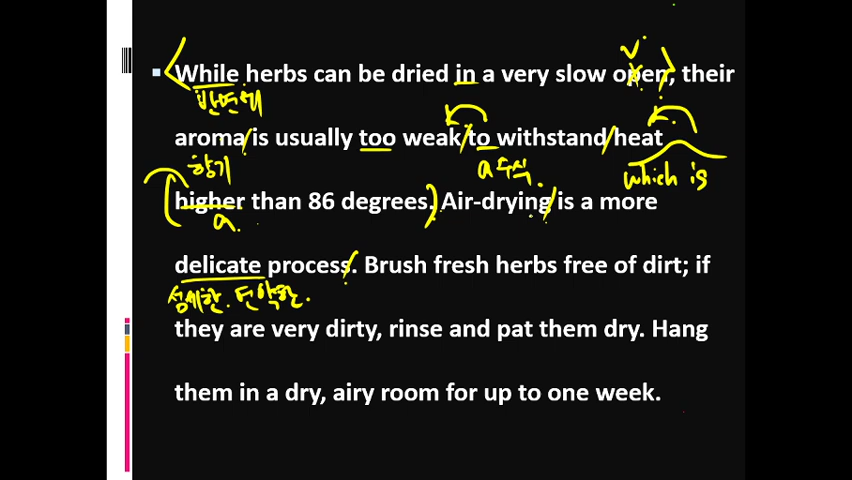 While herbs can be dried in a very slow open, their
반면에
aroma is usually too weak to withstand heat
향기
a 수식.
which is
higher than 86 degrees. Air-drying is a more
a.
delicate process. Brush fresh herbs free of dirt; if
섬세한. 연약한.
they are very dirty, rinse and pat them dry. Hang
them in a dry, airy room for up to one week.